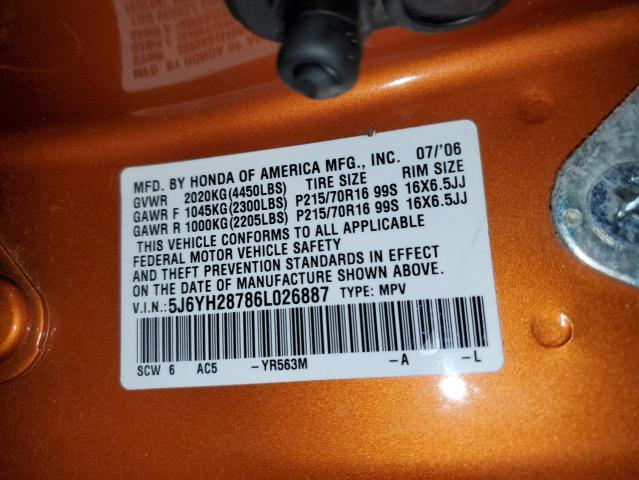 MFD. BY HONDA OF AMERICA MFG., INC. 07/'06
GVWR 2020KG(4450LBS) TIRE SIZE RIM SIZE
GAWR F 1045KG(2300LBS) P215/70R16 99S 16X6.5JJ
GAWR R 1000KG(2205LBS) P215/70R16 99S 16X6.5JJ
THIS VEHICLE CONFORMS TO ALL APPLICABLE
FEDERAL MOTOR VEHICLE SAFETY
AND THEFT PREVENTION STANDARDS IN EFFECT
ON THE DATE OF MANUFACTURE SHOWN ABOVE.
V.I.N.:5J6YH28786L026887 TYPE: MPV
SCW 6 AC5 -YR563M -A -L